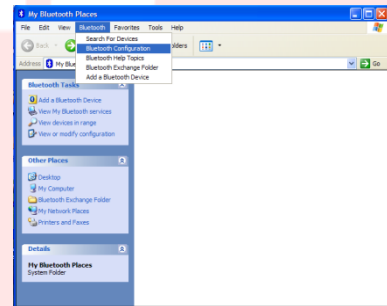 My Bluetooth Places
File Edit View Bluetooth Favorites Tools Help
Back
Search For Devices
Bluetooth Configuration
Bluetooth Help Topics
Bluetooth Exchange Folder
Add a Bluetooth Device
Address My Blue Go
Bluetooth Tasks
Add a Bluetooth Device
View My Bluetooth services
View devices in range
View or modify configuration
Other Places
Desktop
My Computer
Bluetooth Exchange Folder
My Network Places
Printers and Faxes
Details
My Bluetooth Places
System Folder